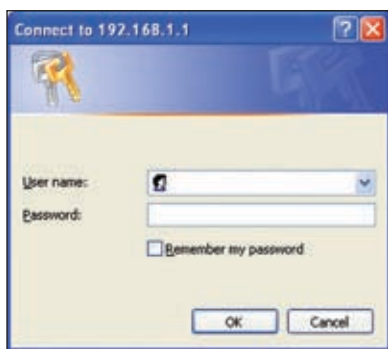 Connect to 192.168.1.1
User name:
Password:
Remember my password
OK Cancel